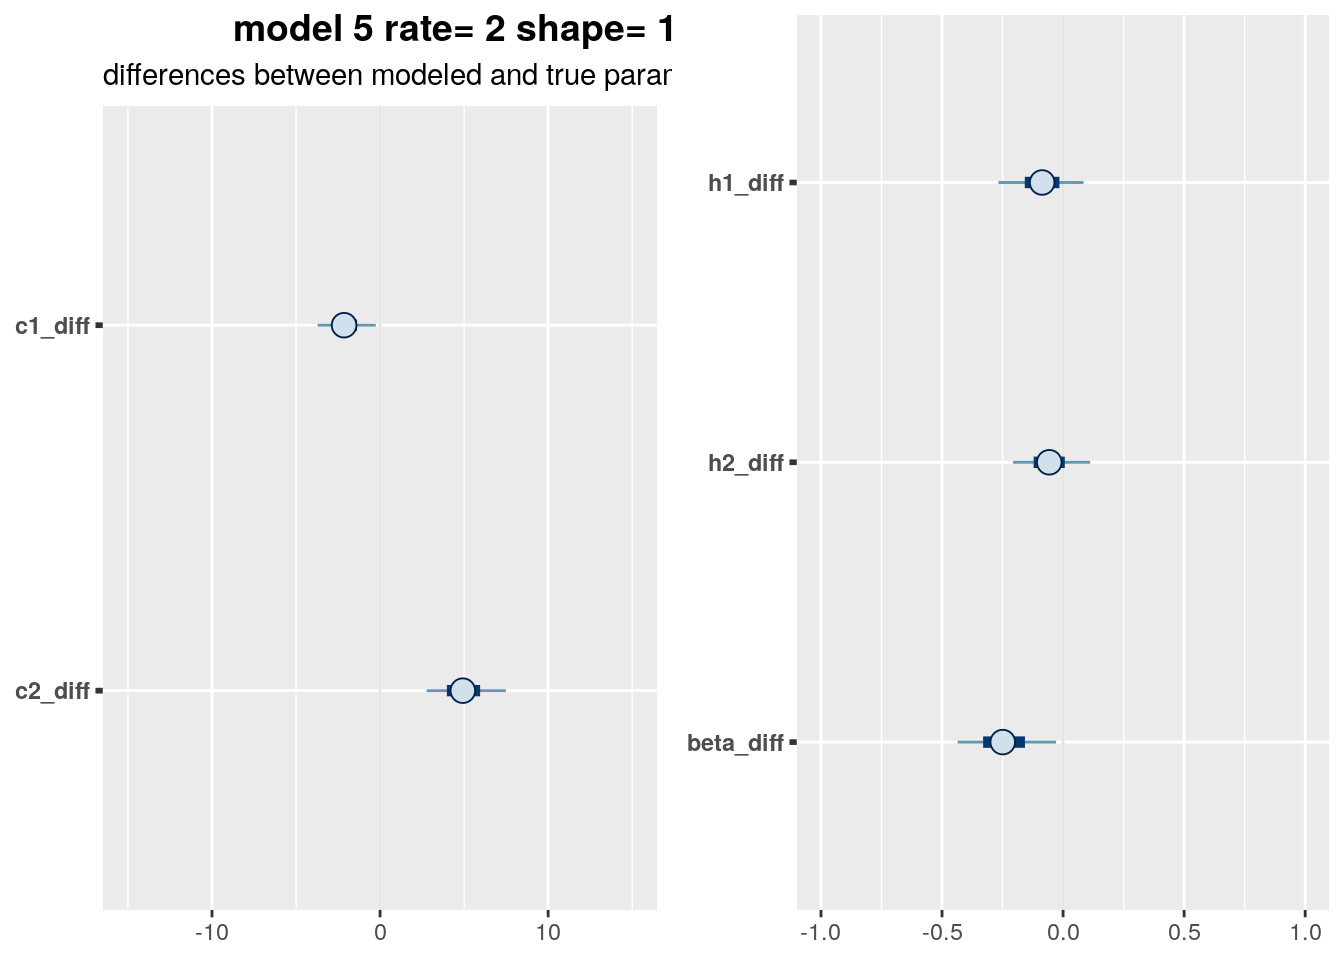 model 5 rate= 2 shape= 1
differences between modeled and true
c1_diff
c2_diff
-10 0 10
h1_diff
h2_diff
beta_diff
-1.0 -0.5 0.0 0.5 1.0